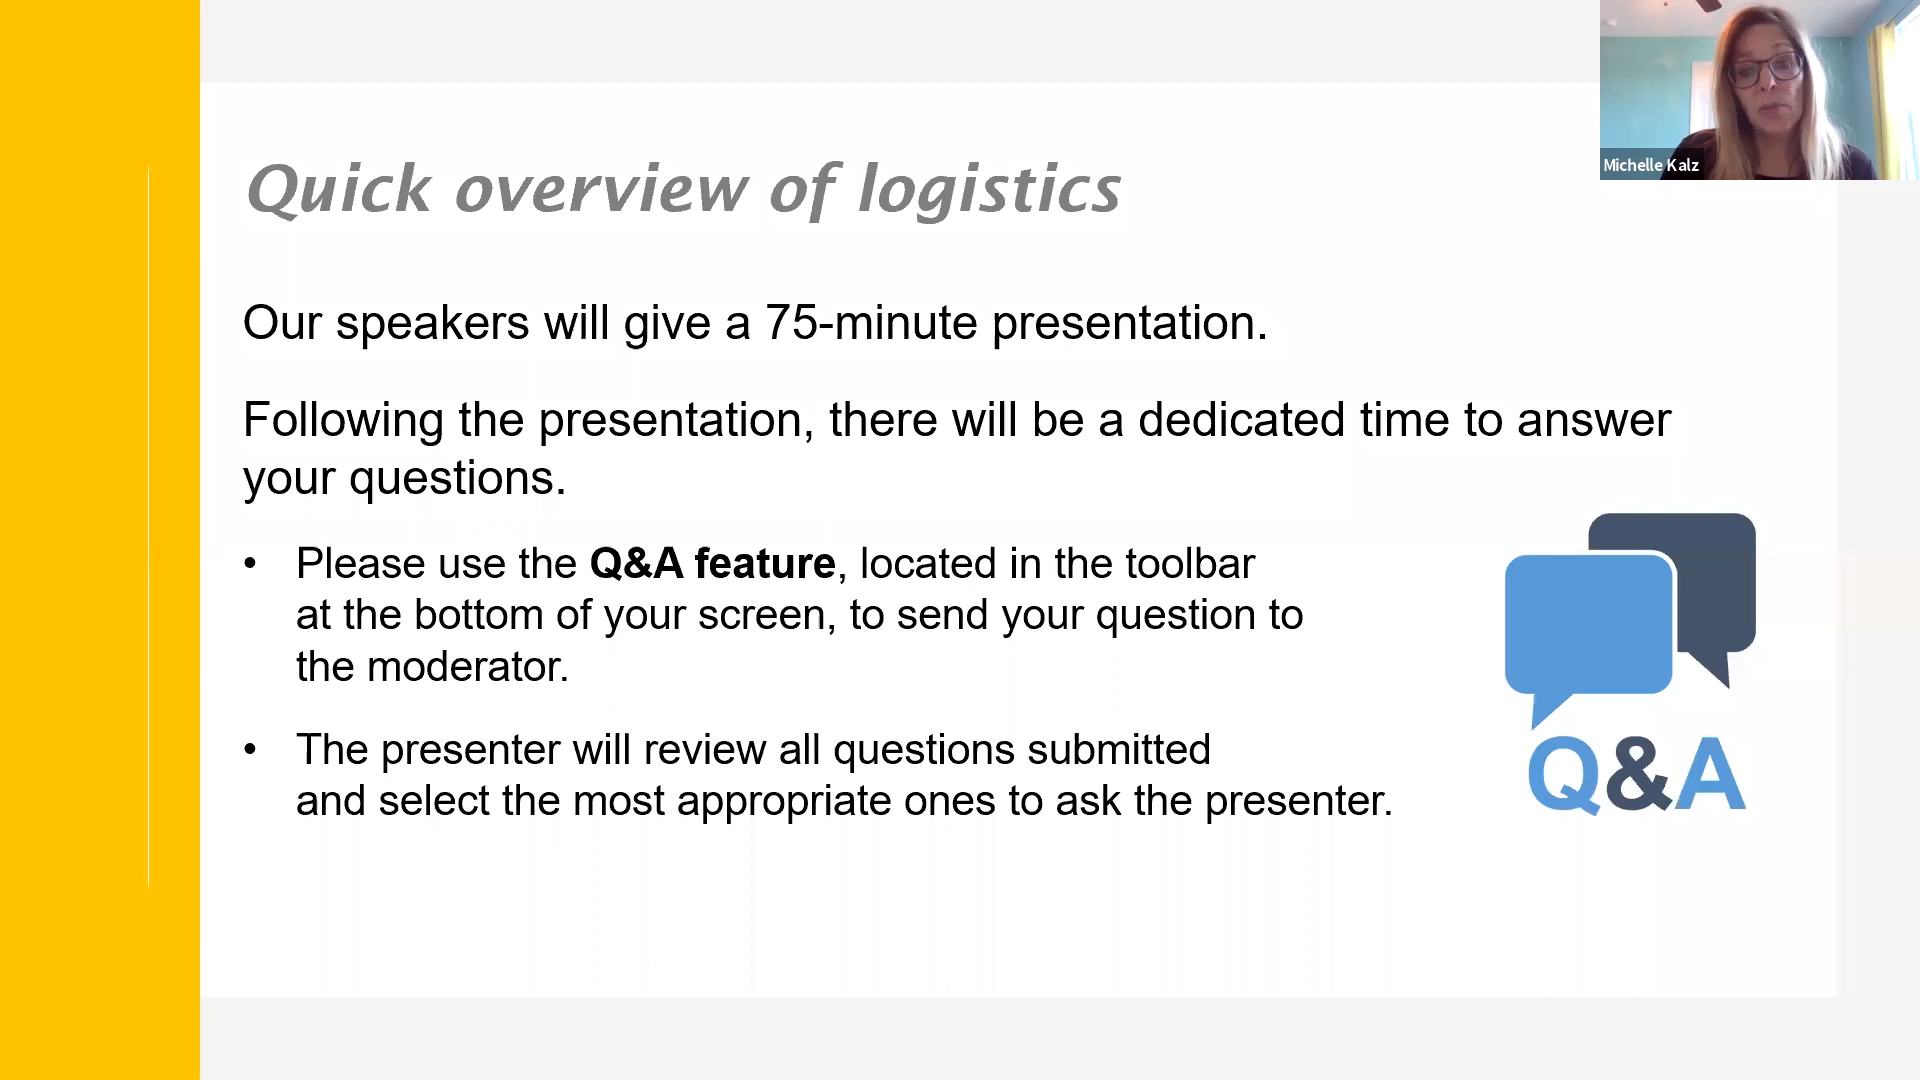 Michelle Kalz
Quick overview of logistics
Our speakers will give a 75-minute presentation.
Following the presentation, there will be a dedicated time to answer
your questions.
• Please use the Q&A feature, located in the toolbar
at the bottom of your screen, to send your question to
the moderator.
• The presenter will review all questions submitted
and select the most appropriate ones to ask the presenter.
Q&A